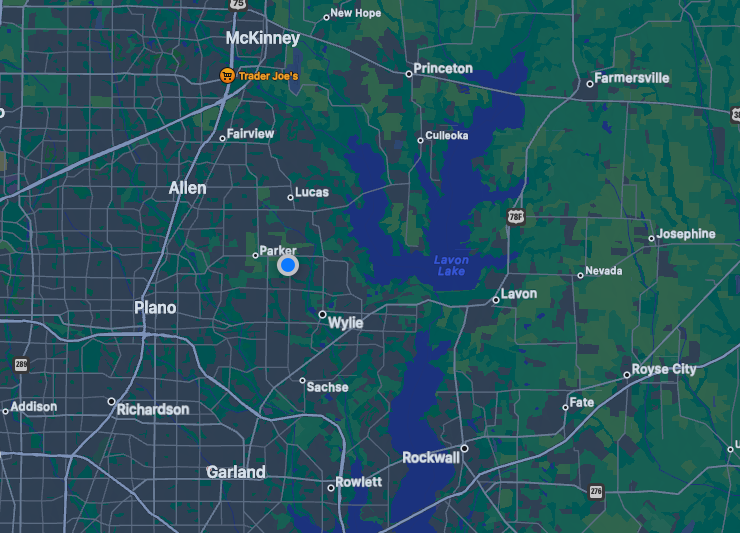 75
New Hope
McKinney
Princeton
Trader Joe's
Farmersville
Fairview
Culleoka
Allen
Lucas
78F
Josephine
Parker
Lavon
Lake
Nevada
Lavon
Plano
Wylie
289
Royse City
Sachse
Addison
Richardson
Fate
Rockwall
Garland
Rowlett
276